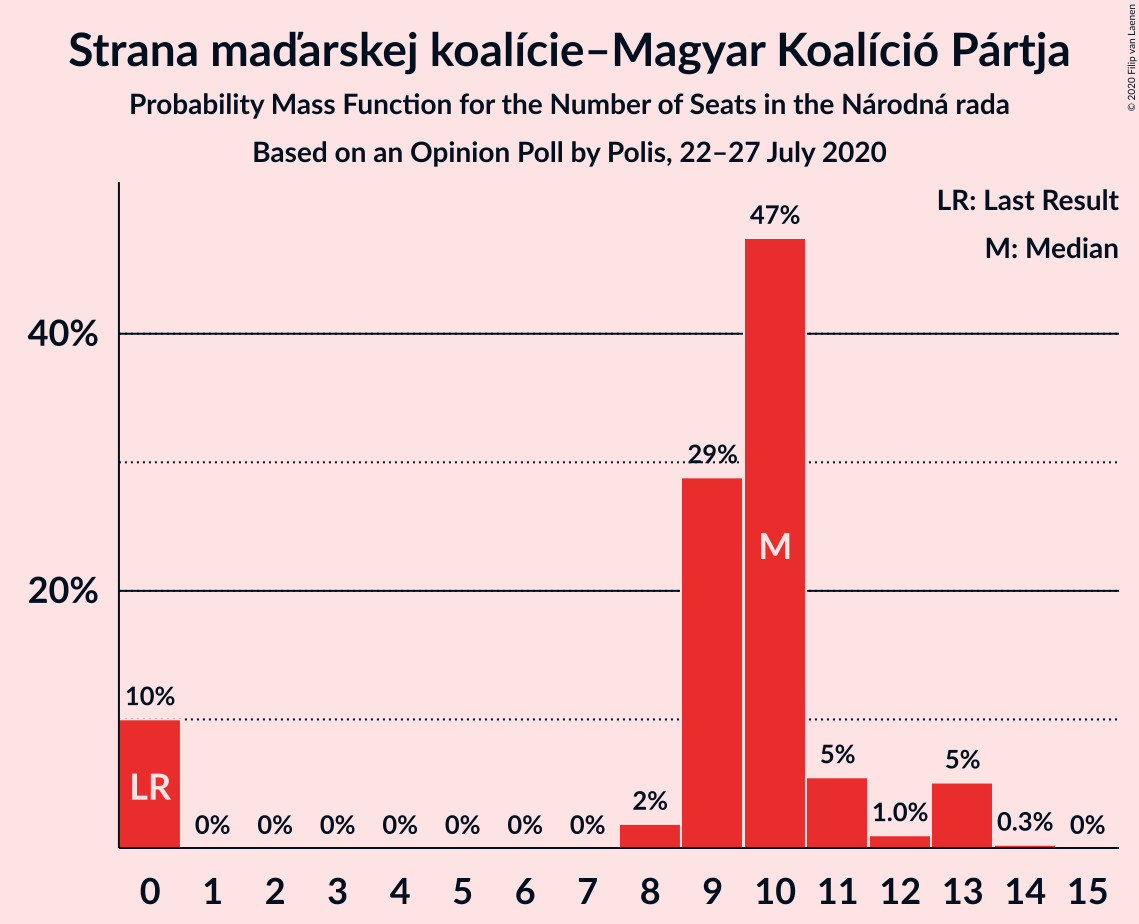 Strana maďarskej koalície–Magyar Koalíció Pártja
Probability Mass Function for the Number of Seats in the Národná rada
Based on an Opinion Poll by Polis, 22–27 July 2020
© 2020 Filip van Laenen
LR: Last Result
M: Median
47%
40%
29%
M
20%
10%
LR
0% 0% 0% 0% 0% 0% 0% 2% 5% 1.0% 5% 0.3% 0%
0 1 2 3 4 5 6 7 8 9 10 11 12 13 14 15